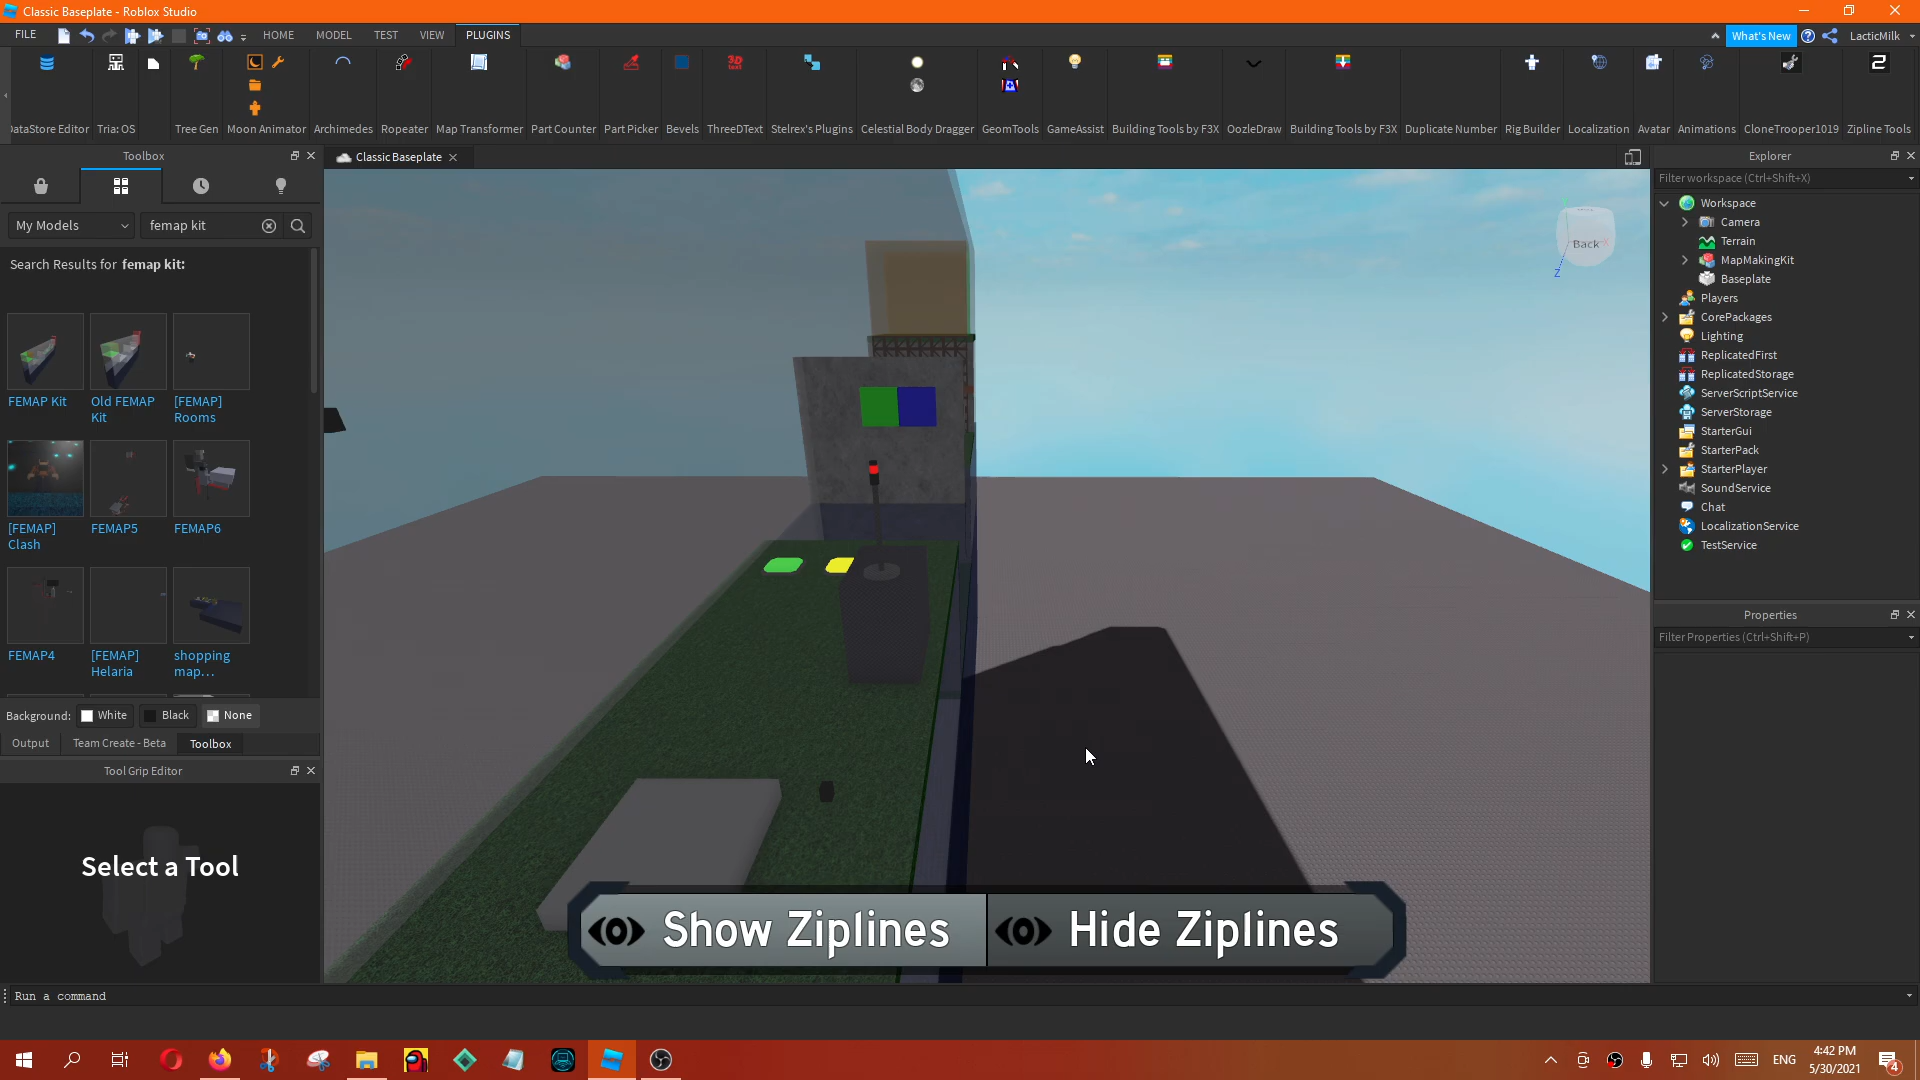 Classic Baseplate - Roblox Studio
FILE
HOME
MODEL
TEST
VIEW
PLUGINS
What's New
LacticMilk
DataStore Editor
Tria: OS
Tree Gen
Moon Animator
Archimedes
Ropeater
Map Transformer
Part Counter
Part Picker
Bevels
3D
TEXT
ThreeDText
Stelrex's Plugins
Celestial Body Dragger
GeomTools
GameAssist
Building Tools by F3X
OozleDraw
Building Tools by F3X
Duplicate Number
Rig Builder
Localization
Avatar
Animations
CloneTrooper1019
Zipline Tools
Toolbox
My Models
femap kit
Search Results for femap kit:
FEMAP Kit
Old FEMAP
Kit
[FEMAP]
Rooms
[FEMAP]
Clash
FEMAP5
FEMAP6
FEMAP4
[FEMAP]
Helaria
shopping
map...
Background:
White
Black
None
Output
Team Create - Beta
Toolbox
Tool Grip Editor
Select a Tool
Classic Baseplate
Back
Z
Show Ziplines
Hide Ziplines
Explorer
Filter workspace (Ctrl+Shift+X)
Workspace
Camera
Terrain
MapMakingKit
Baseplate
Players
CorePackages
Lighting
ReplicatedFirst
ReplicatedStorage
ServerScriptService
ServerStorage
StarterGui
StarterPack
StarterPlayer
SoundService
Chat
LocalizationService
TestService
Properties
Filter Properties (Ctrl+Shift+P)
Run a command
ENG
4:42 PM
5/30/2021
4